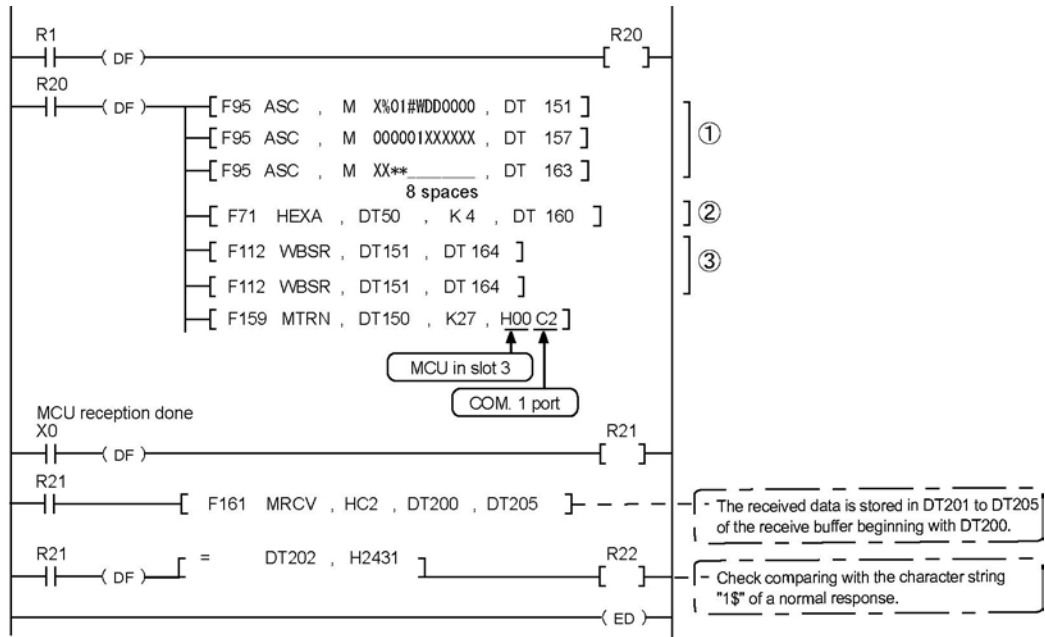 R1
( DF )
R20
[ ]
R20
( DF )
[ F95 ASC , M X%01#WDD0000 , DT 151 ]
[ F95 ASC , M 000001XXXXXX , DT 157 ]
[ F95 ASC , M XX**________ , DT 163 ]
①
8 spaces
[ F71 HEXA , DT50 , K 4 , DT 160 ]
②
[ F112 WBSR , DT151 , DT 164 ]
[ F112 WBSR , DT151 , DT 164 ]
③
[ F159 MTRN , DT150 , K27 , H00 C2 ]
MCU in slot 3
COM. 1 port
MCU reception done
X0
( DF )
R21
[ ]
R21
[ F161 MRCV , HC2 , DT200 , DT205 ]
- The received data is stored in DT201 to DT205
of the receive buffer beginning with DT200.
R21
( DF )
[ = DT202 , H2431 ]
R22
[ ]
- Check comparing with the character string
"1$" of a normal response.
( ED )